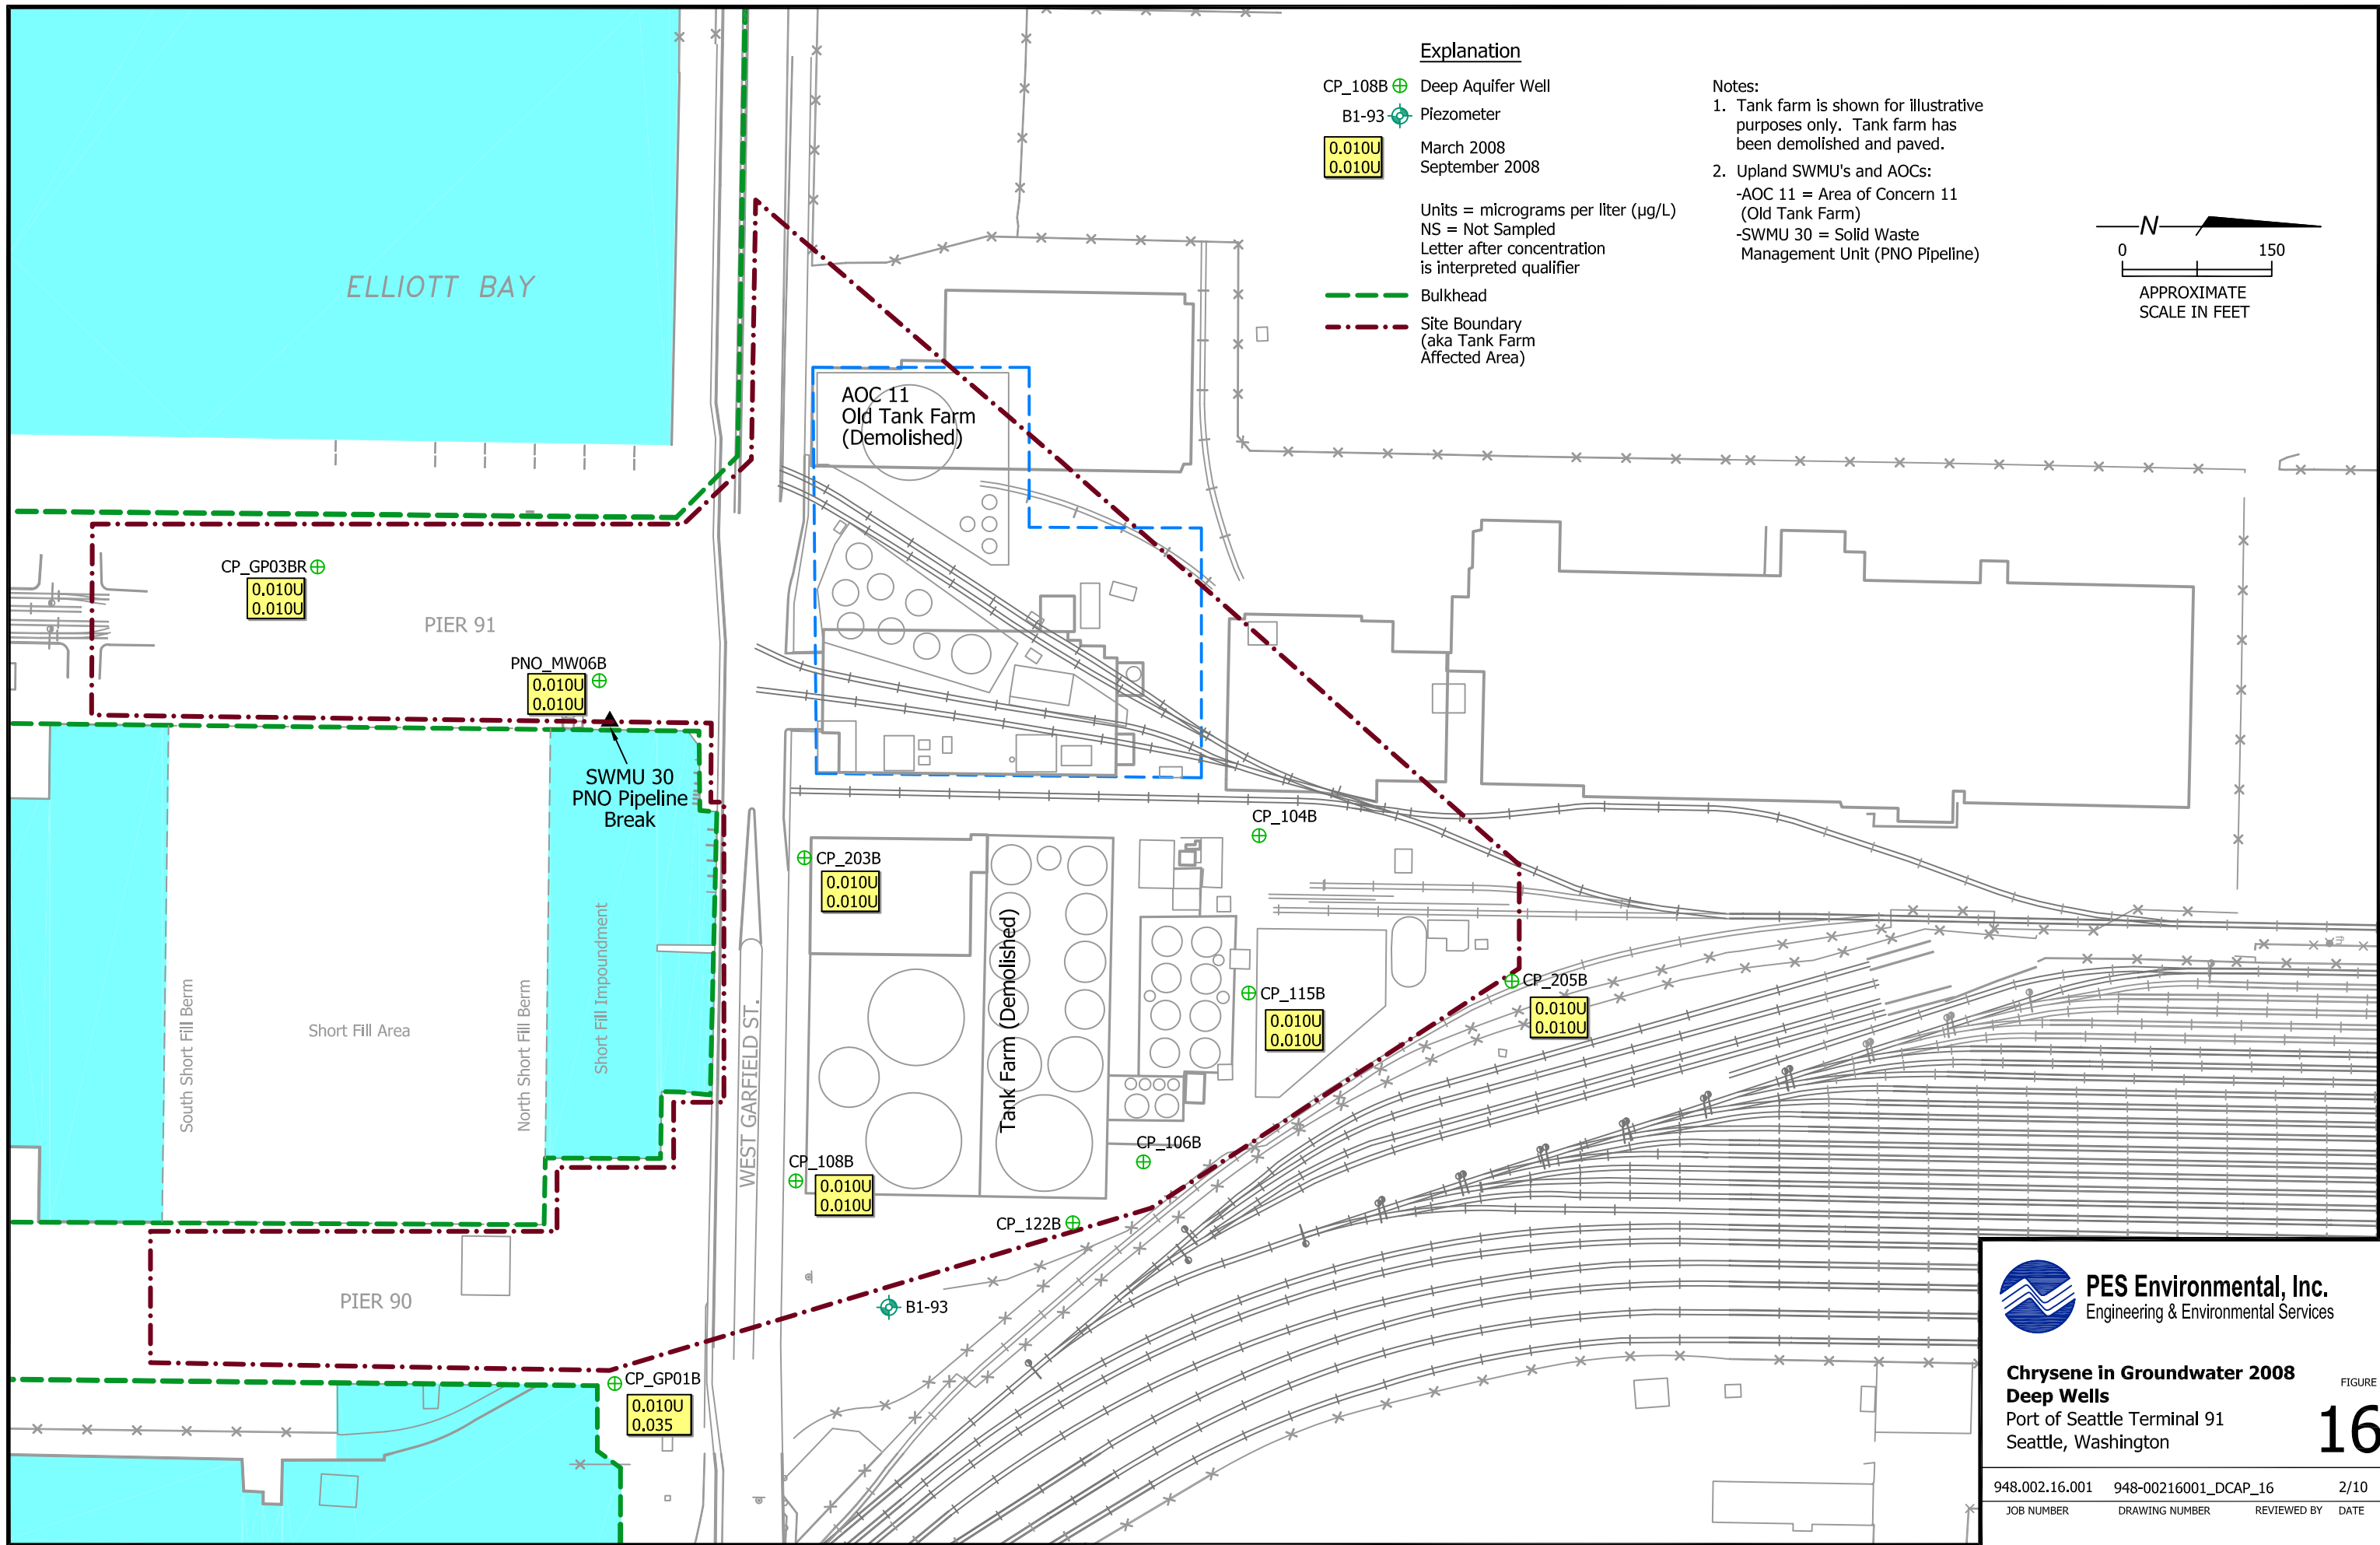 Explanation
CP_108B Deep Aquifer Well
B1-93 Piezometer
0.010U March 2008
0.010U September 2008
Units = micrograms per liter (µg/L)
NS = Not Sampled
Letter after concentration
is interpreted qualifier
Bulkhead
Site Boundary
(aka Tank Farm
Affected Area)
Notes:
1. Tank farm is shown for illustrative
purposes only. Tank farm has
been demolished and paved.
2. Upland SWMU's and AOCs:
-AOC 11 = Area of Concern 11
(Old Tank Farm)
-SWMU 30 = Solid Waste
Management Unit (PNO Pipeline)
N
0 150
APPROXIMATE
SCALE IN FEET
ELLIOTT BAY
AOC 11
Old Tank Farm
(Demolished)
CP_GP03BR
0.010U
0.010U
PIER 91
PNO_MW06B
0.010U
0.010U
SWMU 30
PNO Pipeline
Break
CP_104B
CP_203B
0.010U
0.010U
South Short Fill Berm
Short Fill Area
North Short Fill Berm
Short Fill Impoundment
WEST GARFIELD ST.
Tank Farm (Demolished)
CP_115B
0.010U
0.010U
CP_205B
0.010U
0.010U
CP_106B
CP_108B
0.010U
0.010U
CP_122B
B1-93
PIER 90
CP_GP01B
0.010U
0.035
PES Environmental, Inc.
Engineering & Environmental Services
Chrysene in Groundwater 2008
Deep Wells
Port of Seattle Terminal 91
Seattle, Washington
FIGURE
16
948.002.16.001 948-00216001_DCAP_16 2/10
JOB NUMBER DRAWING NUMBER REVIEWED BY DATE